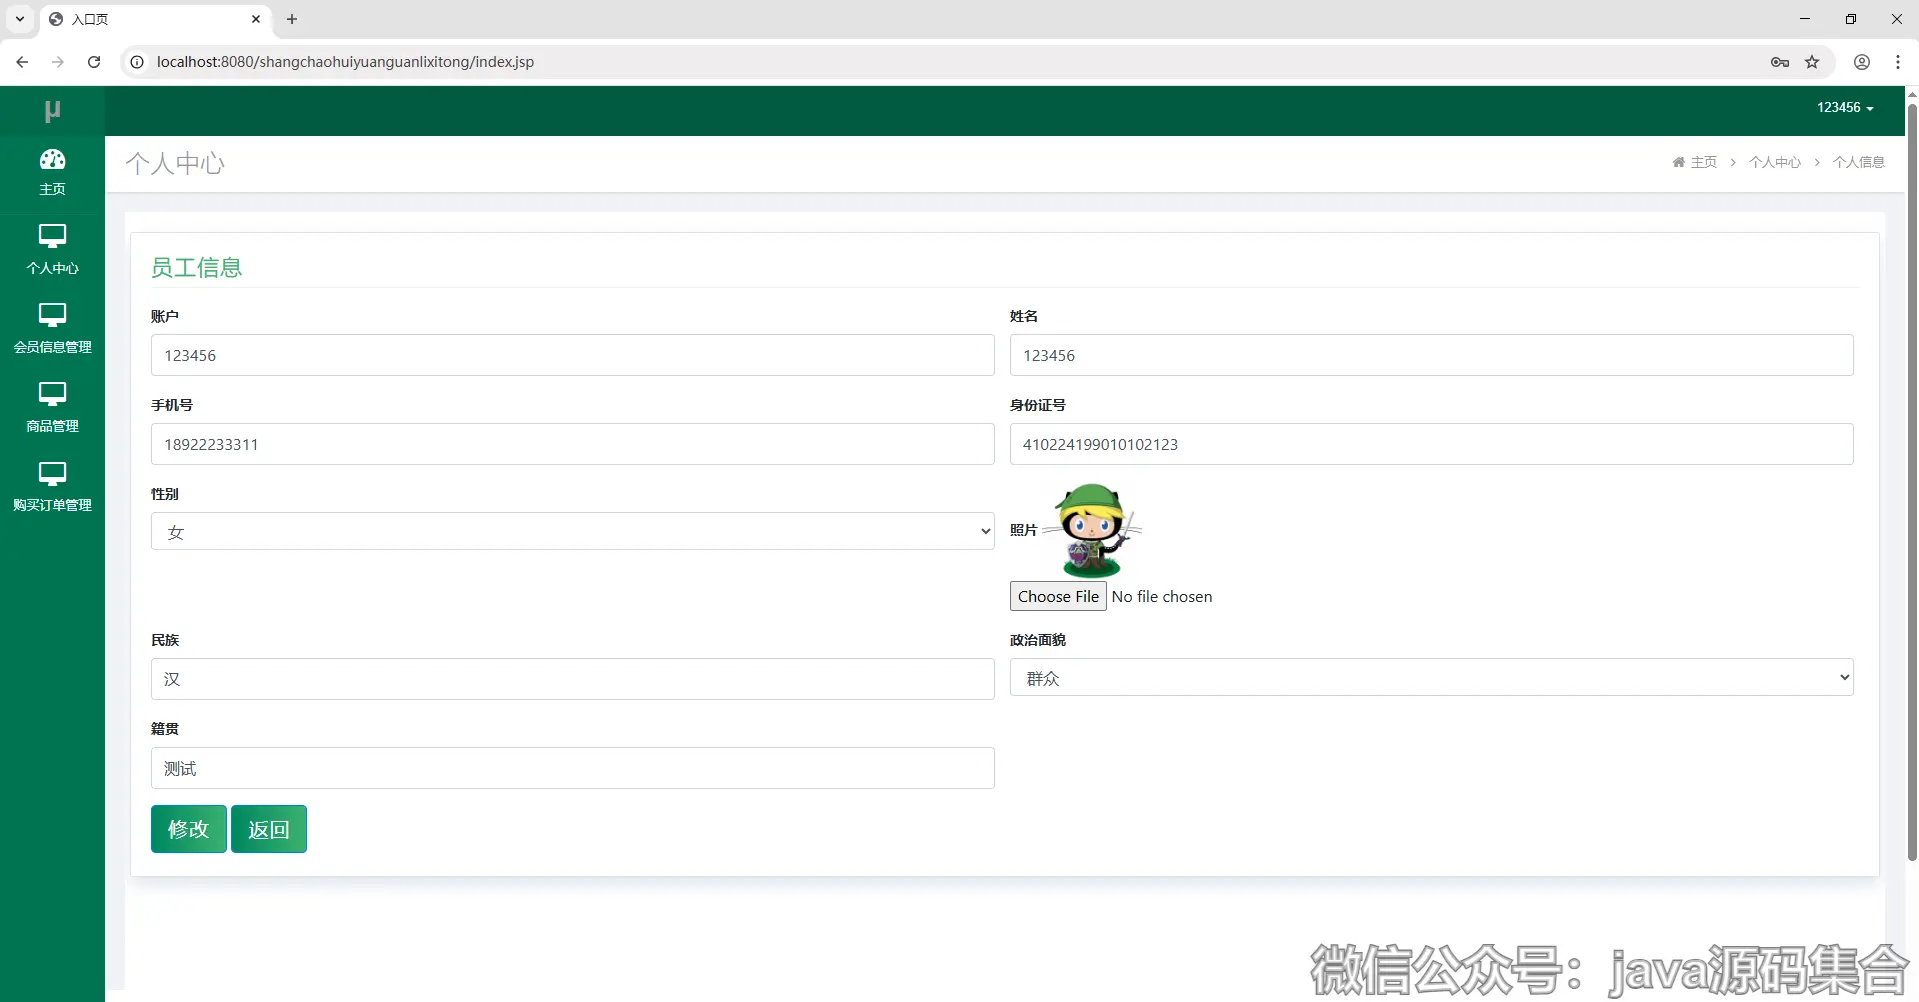 入口页
localhost:8080/shangchaohuiyuanguanlixitong/index.jsp
μ
123456
主页
个人中心
会员信息管理
商品管理
购买订单管理
个人中心
主页 > 个人中心 > 个人信息
员工信息
账户
123456
姓名
123456
手机号
18922233311
身份证号
410224199010102123
性别
女
照片
Choose File No file chosen
民族
汉
政治面貌
群众
籍贯
测试
修改 返回
微信公众号：java源码集合